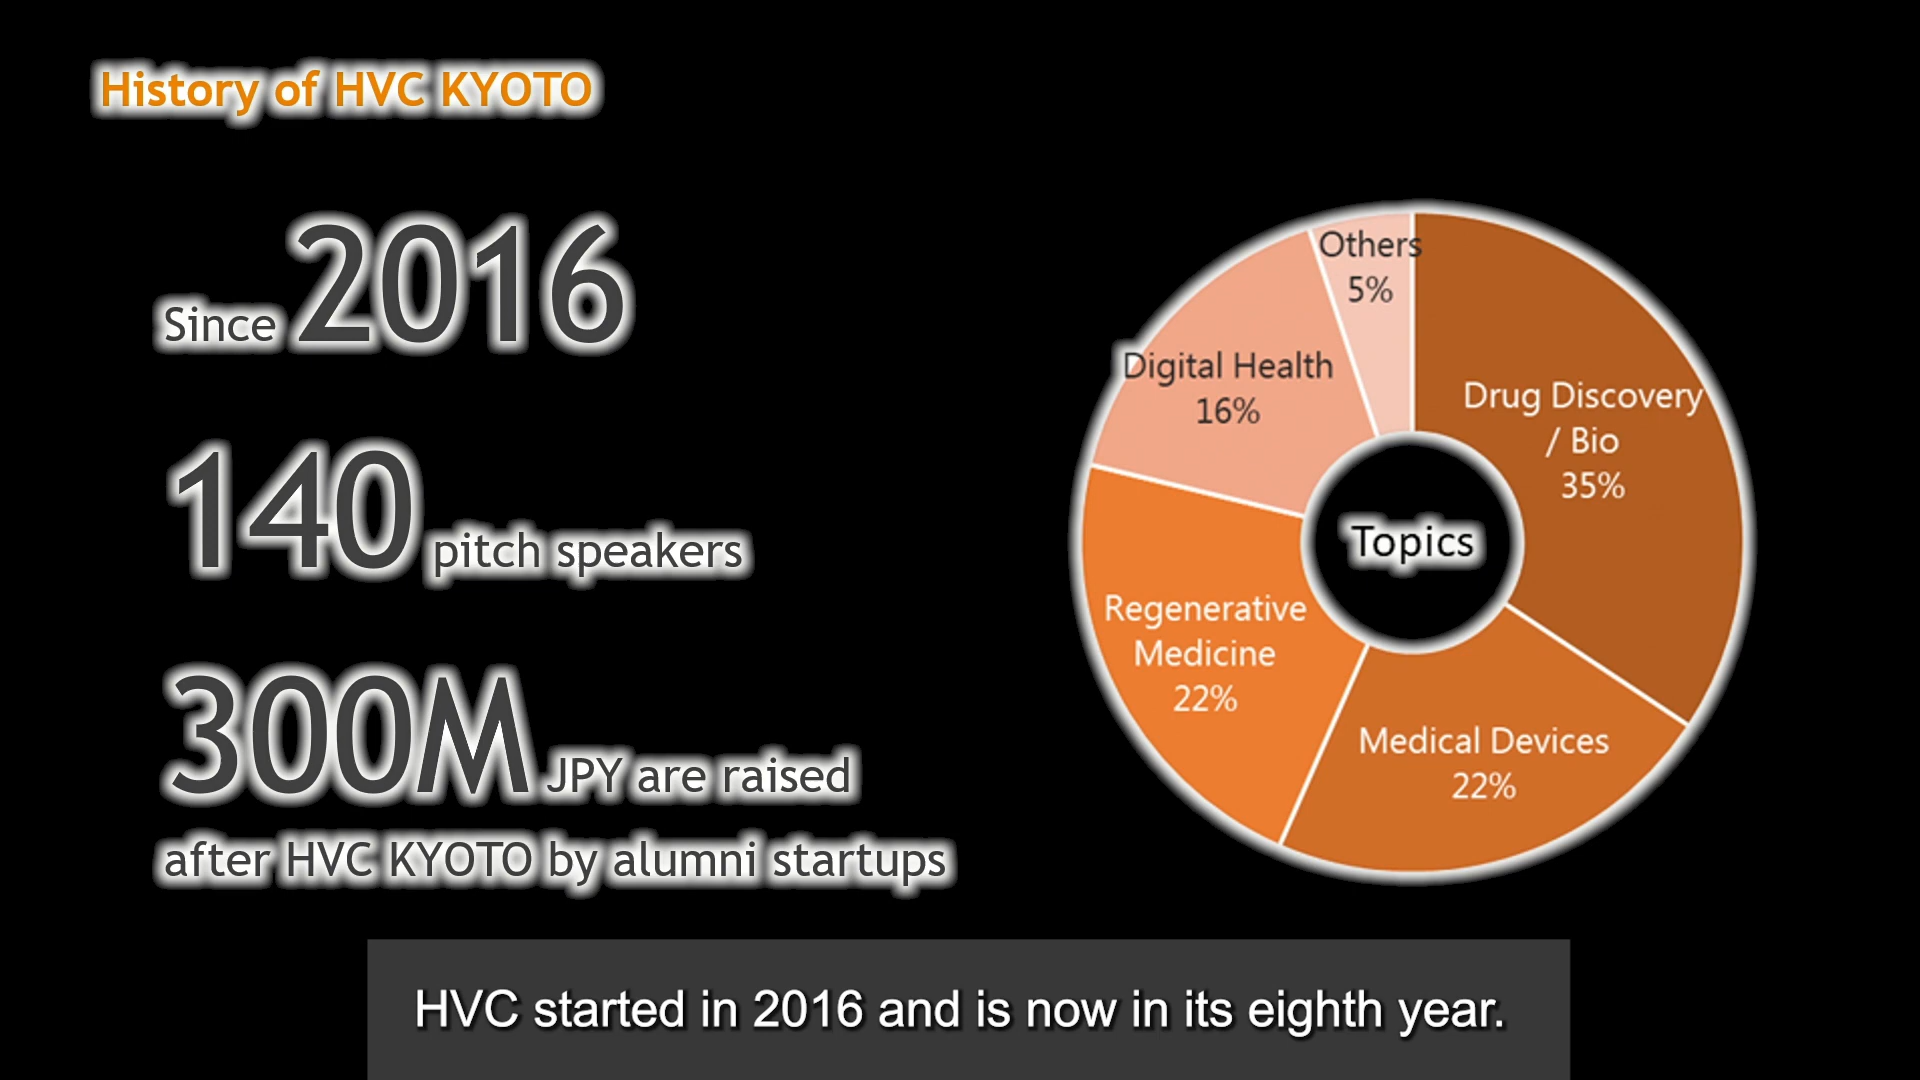 History of HVC KYOTO
Since 2016
140 pitch speakers
300M JPY are raised
after HVC KYOTO by alumni startups
Others
5%
Digital Health
16%
Drug Discovery
/ Bio
35%
Topics
Regenerative
Medicine
22%
Medical Devices
22%
HVC started in 2016 and is now in its eighth year.